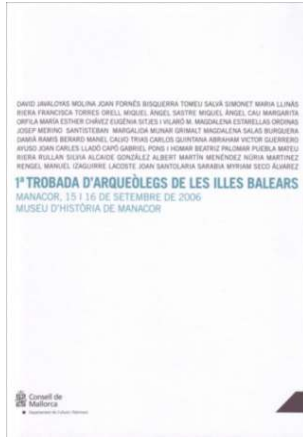 DAVID JAVALOYAS MOLINA JOAN FORNÉS BISQUERRA TOMEU SALVÀ SIMONET MARIA LLINÀS
RIERA FRANCISCA TORRES ORELL MIQUEL ÀNGEL SASTRE MIQUEL ÀNGEL CAU MARGARITA
ORFILA MARÍA ESTHER CHÁVEZ EUGÈNIA SITJES I VILARÓ M. MAGDALENA ESTARELLAS ORDINAS
JOSEP MERINO SANTISTEBAN MARGALIDA MUNAR GRIMALT MAGDALENA SALAS BURGUERA
DAMIÀ RAMIS BERARD MANEL CALVO TRIAS CARLOS QUINTANA ABRAHAM VICTOR GUERRERO
AYUSO JOAN CARLES LLADÓ CAPÓ GABRIEL PONS I HOMAR BEATRIZ PALOMAR PUEBLA MATEU
RIERA RULLAN SILVIA ALCAIDE GONZÁLEZ ALBERT MARTÍN MENÉNDEZ NÚRIA MARTINEZ
RENGEL MANUEL IZAGUIRRE LACOSTE JOAN SANTOLARIA SARABIA MYRIAM SECO ÁLVAREZ
1ª TROBADA D'ARQUEÒLEGS DE LES ILLES BALEARS
MANACOR, 15 I 16 DE SETEMBRE DE 2006
MUSEU D'HISTÒRIA DE MANACOR
Consell de
Mallorca